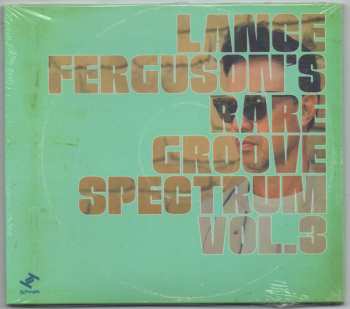 LANCE
FERGUSON'S
RARE
GROOVE
SPECTRUM
VOL.3